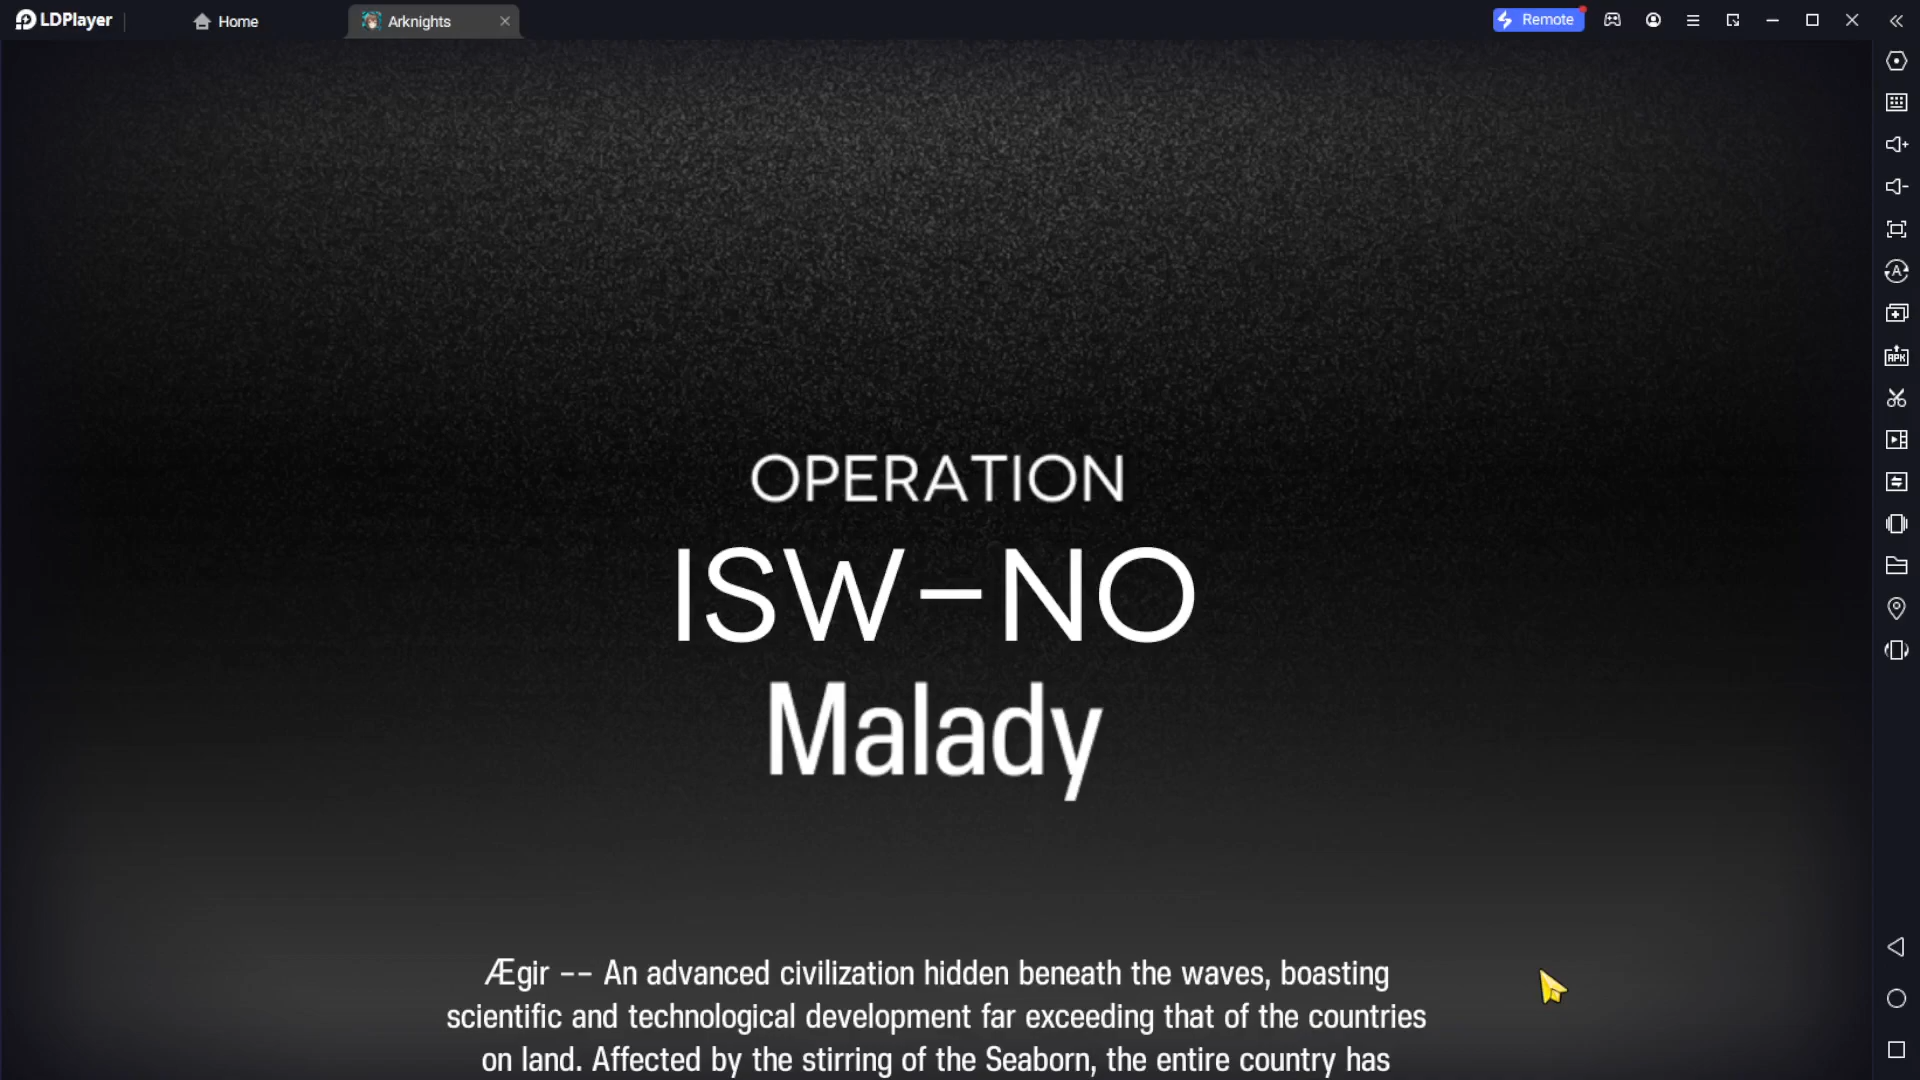 LDPlayer
Home
Arknights
Remote
A
APK
OPERATION
ISW-NO
Malady
Ægir -- An advanced civilization hidden beneath the waves, boasting
scientific and technological development far exceeding that of the countries
on land. Affected by the stirring of the Seaborn, the entire country has